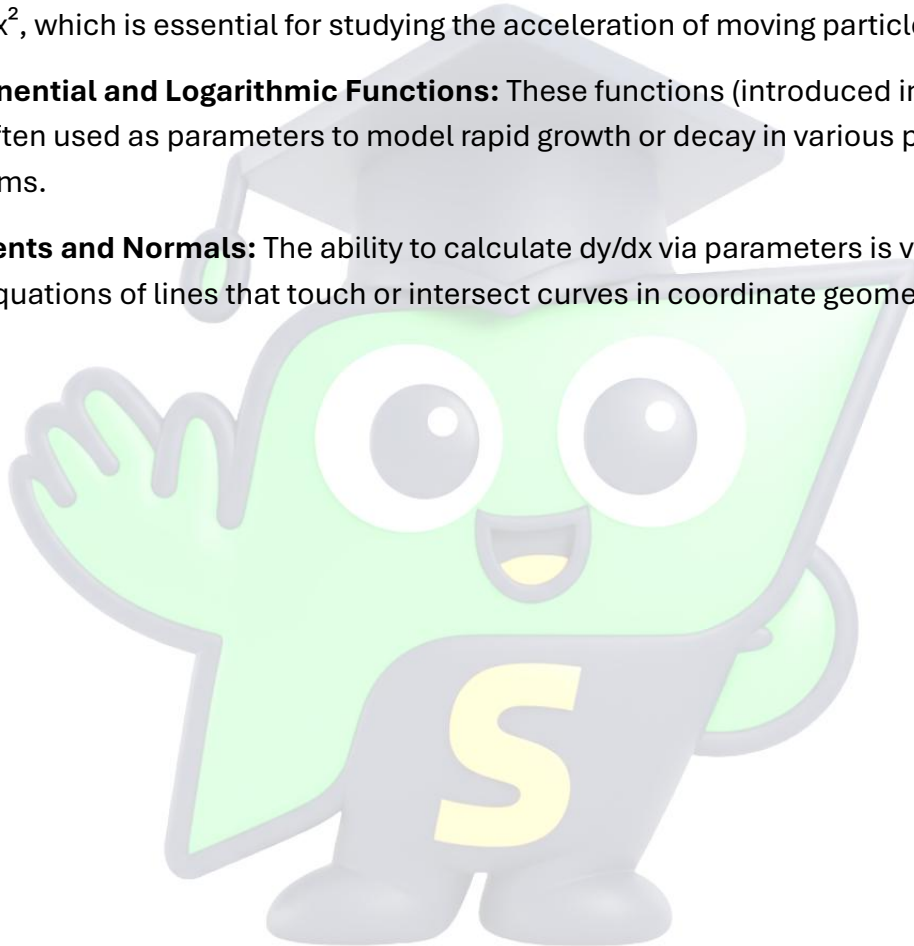 x², which is essential for studying the acceleration of moving particle
nential and Logarithmic Functions: These functions (introduced in
ften used as parameters to model rapid growth or decay in various p
ms.
ents and Normals: The ability to calculate dy/dx via parameters is v
quations of lines that touch or intersect curves in coordinate geome
S